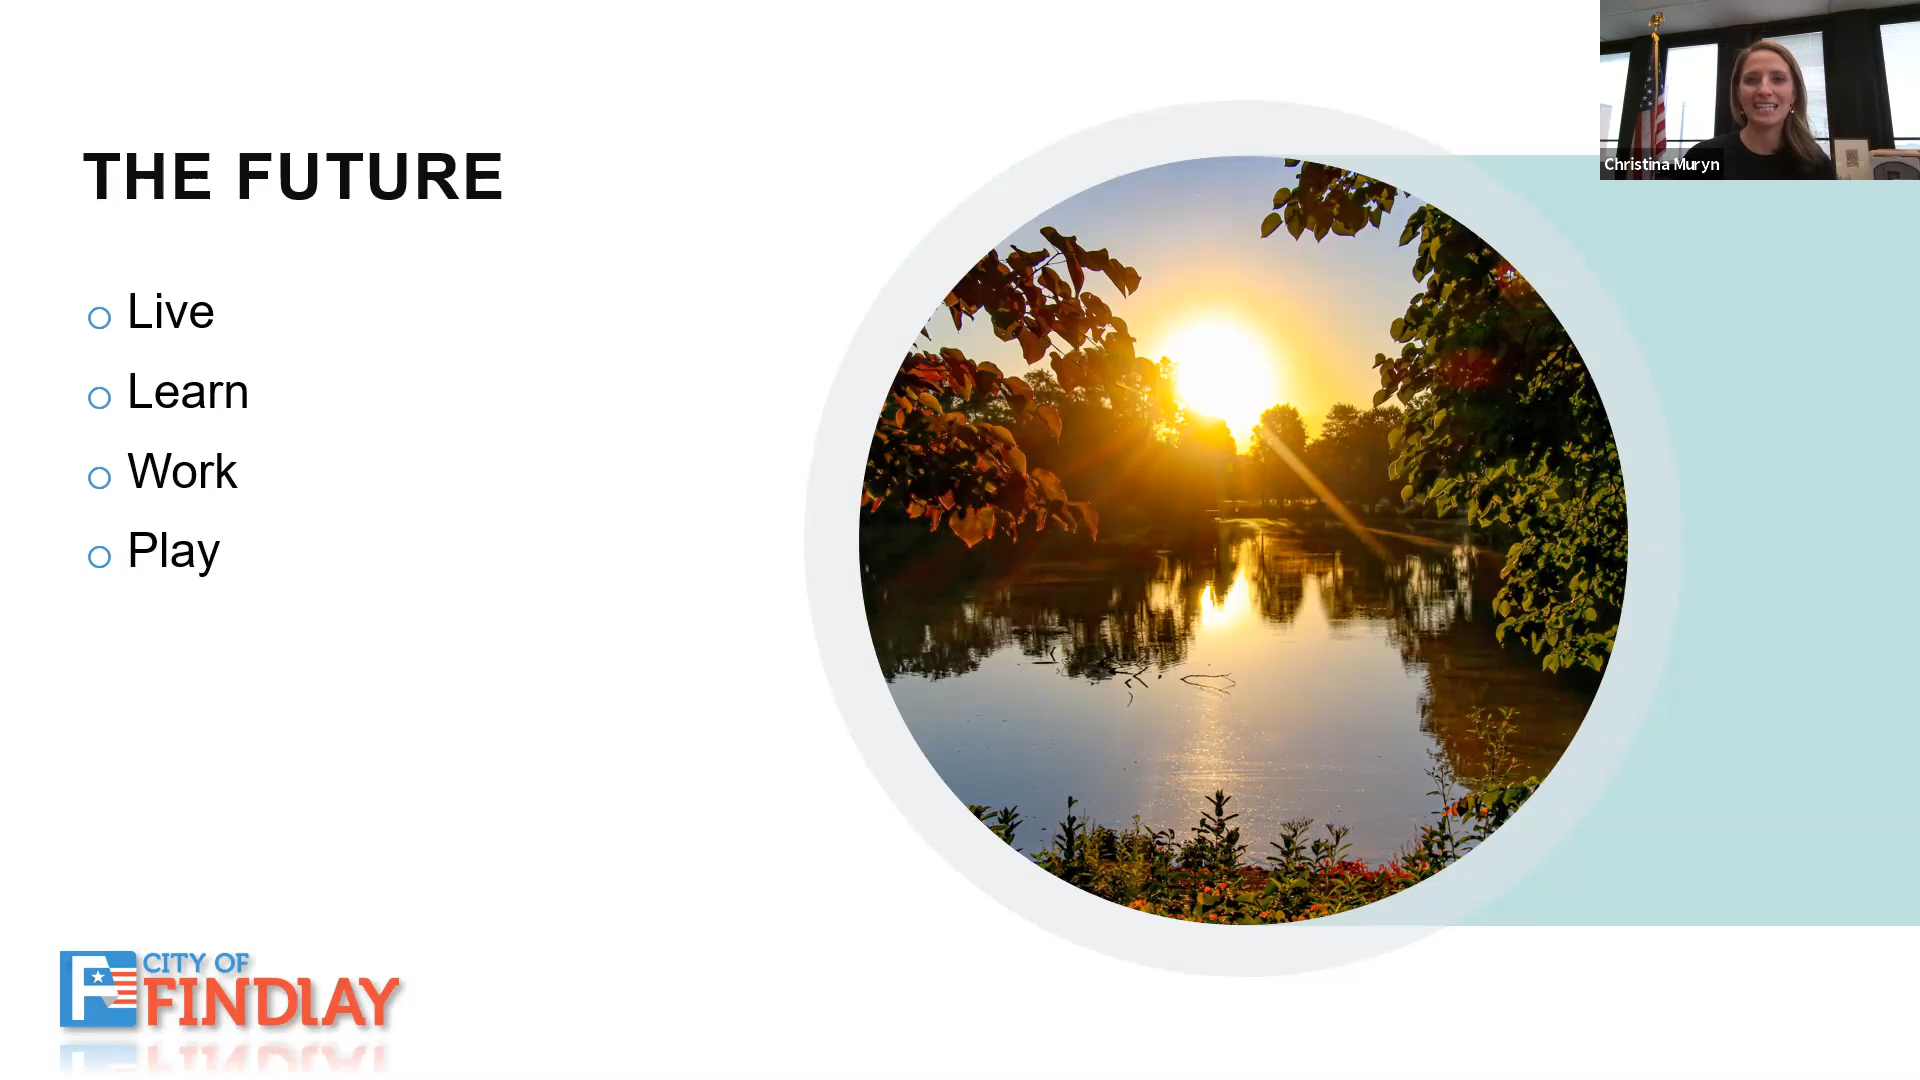 THE FUTURE
Live
Learn
Work
Play
CITY OF
FINDLAY
Christina Muryn